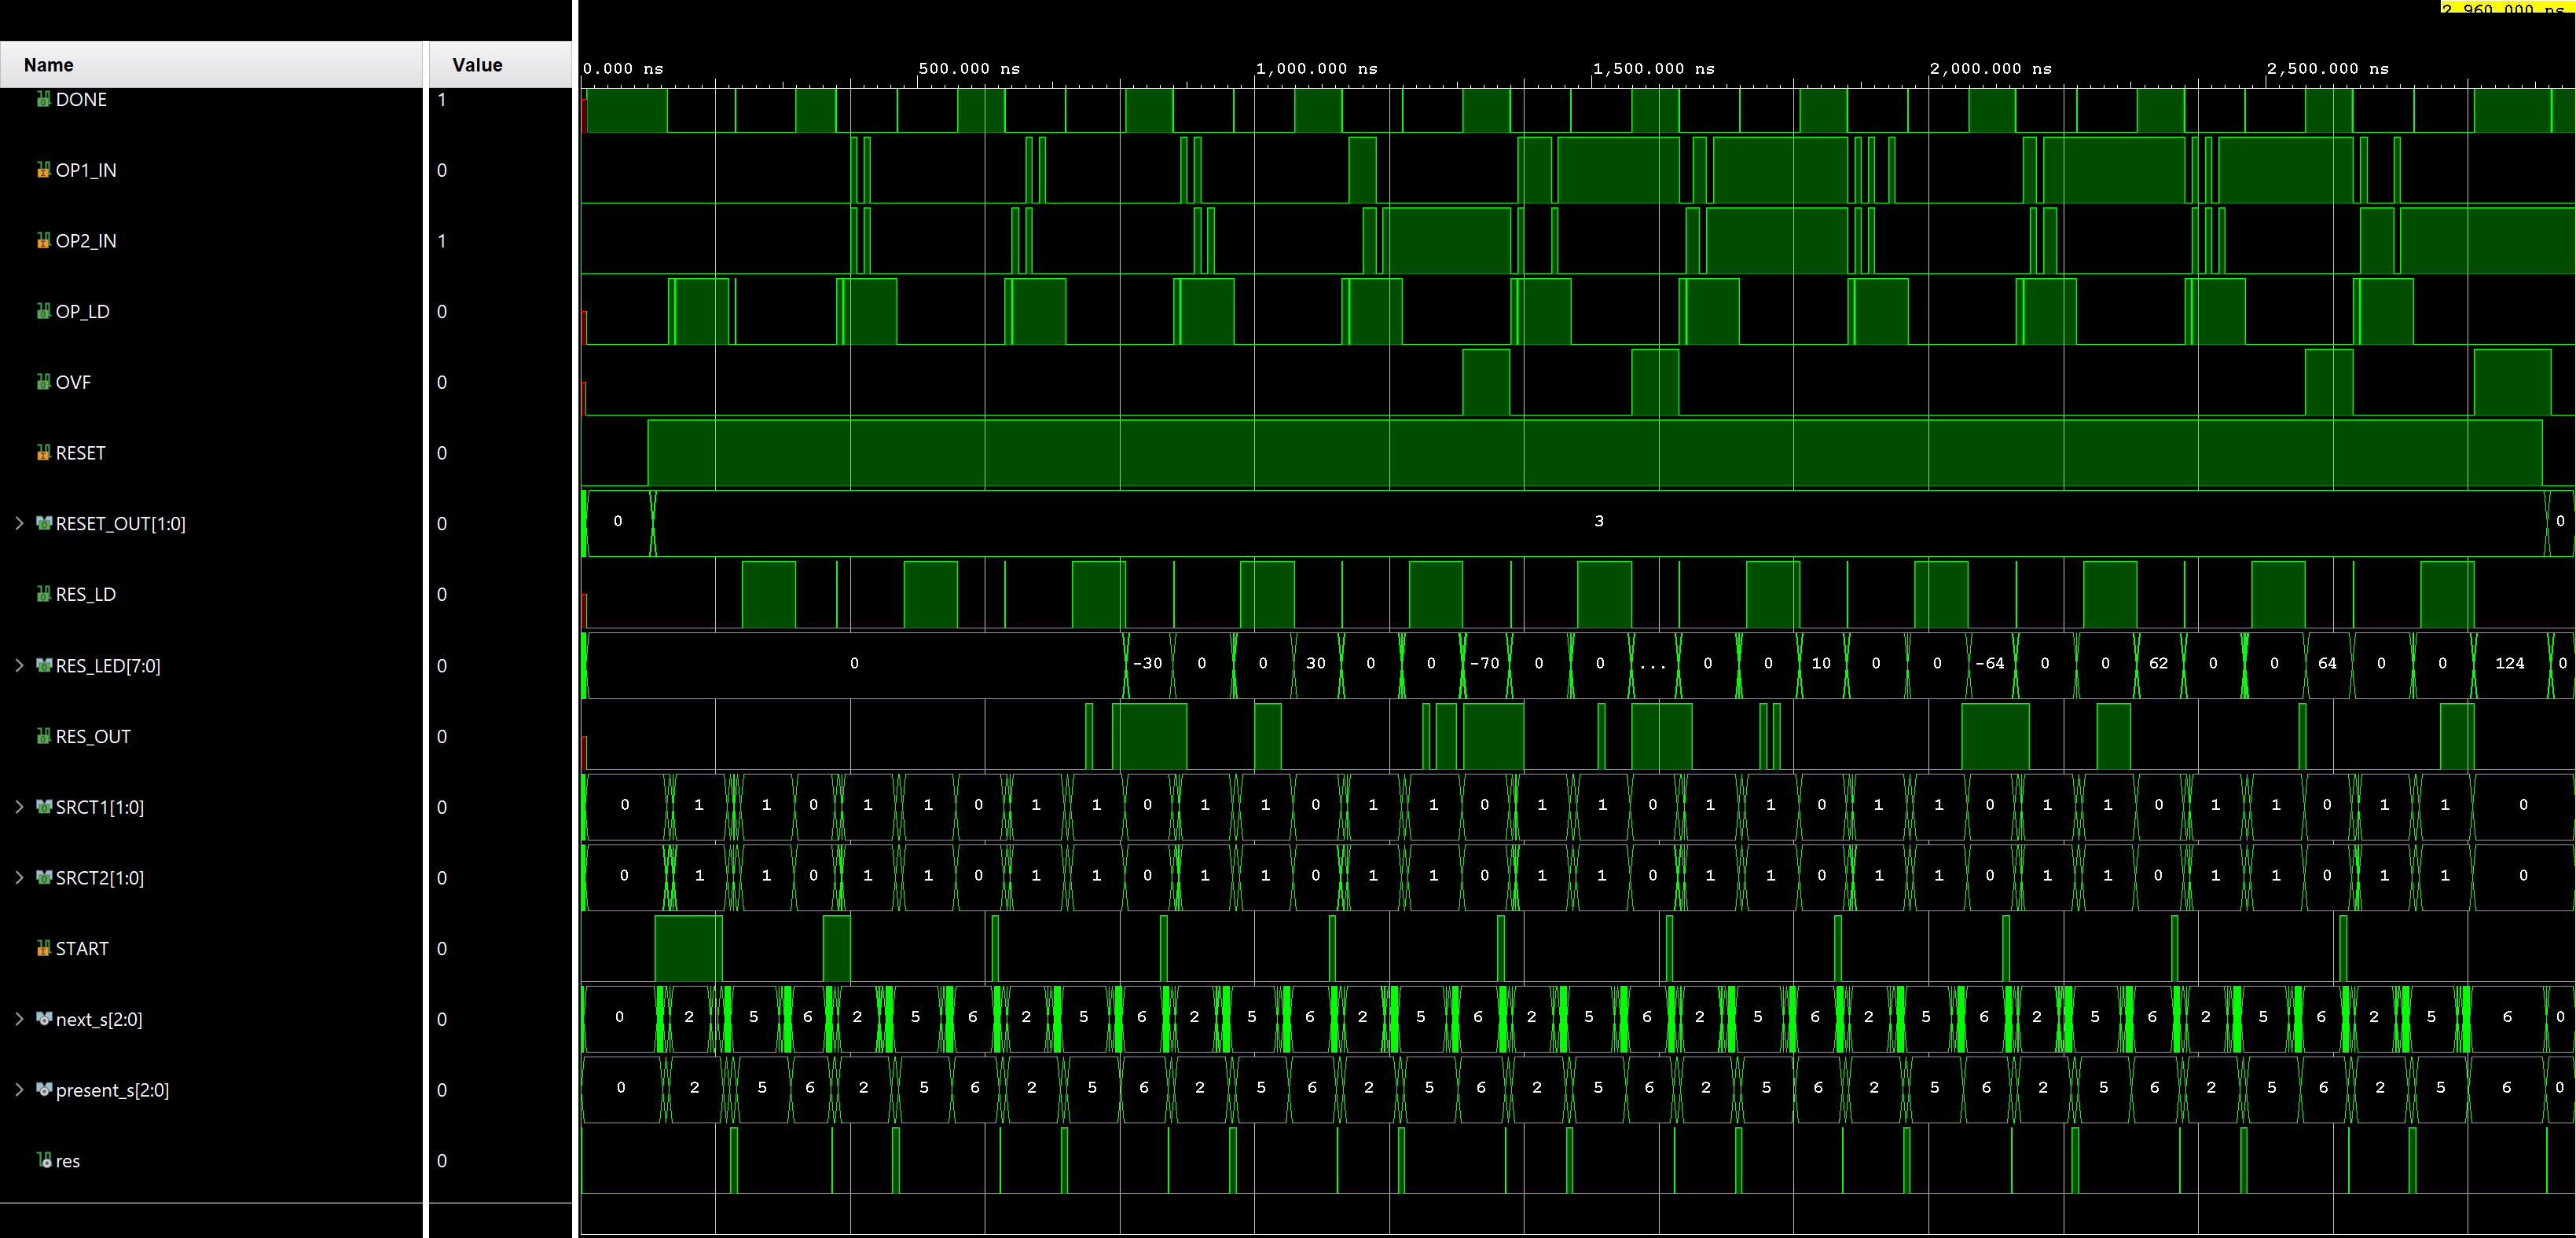 2,960.000 ns
Name Value
0.000 ns 500.000 ns 1,000.000 ns 1,500.000 ns 2,000.000 ns 2,500.000 ns
DONE 1
OP1_IN 0
OP2_IN 1
OP_LD 0
OVF 0
RESET 0
RESET_OUT[1:0] 0 0 3 0
RES_LD 0
RES_LED[7:0] 0 0 -30 0 0 30 0 0 -70 0 0 ... 0 0 10 0 0 -64 0 0 62 0 0 64 0 0 124 0
RES_OUT 0
SRCT1[1:0] 0 0 1 1 0 1 1 0 1 1 0 1 1 0 1 1 0 1 1 0 1 1 0 1 1 0 1 1 0 1 1 0 1 1 0
SRCT2[1:0] 0 0 1 1 0 1 1 0 1 1 0 1 1 0 1 1 0 1 1 0 1 1 0 1 1 0 1 1 0 1 1 0 1 1 0
START 0
next_s[2:0] 0 0 2 5 6 2 5 6 2 5 6 2 5 6 2 5 6 2 5 6 2 5 6 2 5 6 2 5 6 2 5 6 2 5 6 0
present_s[2:0] 0 0 2 5 6 2 5 6 2 5 6 2 5 6 2 5 6 2 5 6 2 5 6 2 5 6 2 5 6 2 5 6 2 5 6 0
res 0